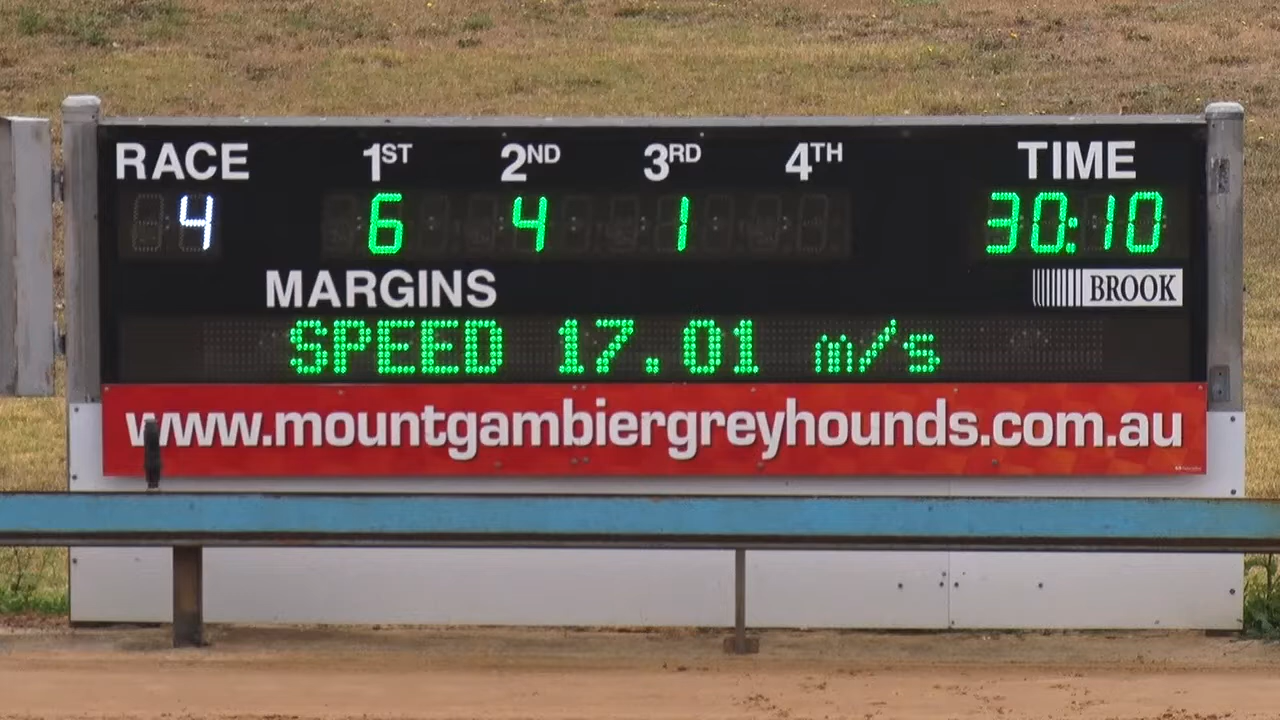 RACE 1ST 2ND 3RD 4TH TIME
4 6 4 1 30:10
MARGINS BROOK
SPEED 17.01 m/s
www.mountgambiergreyhounds.com.au